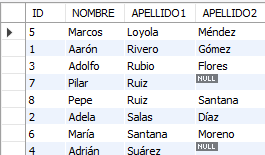 ID NOMBRE APELLIDO1 APELLIDO2
5 Marcos Loyola Méndez
1 Aarón Rivero Gómez
3 Adolfo Rubio Flores
7 Pilar Ruiz NULL
8 Pepe Ruiz Santana
2 Adela Salas Díaz
6 María Santana Moreno
4 Adrián Suárez NULL